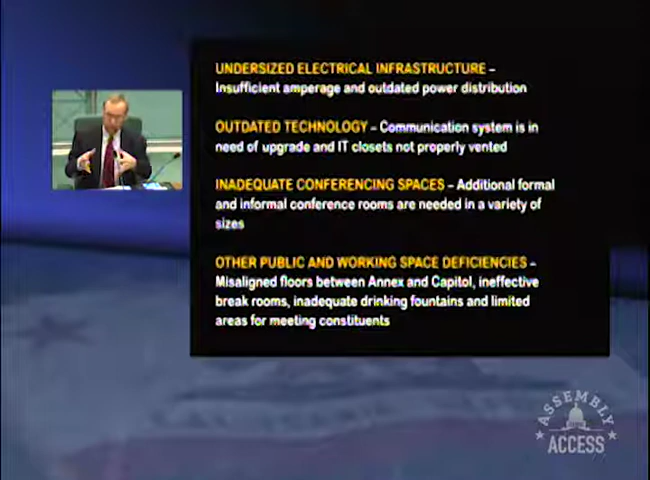 UNDERSIZED ELECTRICAL INFRASTRUCTURE –
Insufficient amperage and outdated power distribution
OUTDATED TECHNOLOGY – Communication system is in
need of upgrade and IT closets not properly vented
INADEQUATE CONFERENCING SPACES – Additional formal
and informal conference rooms are needed in a variety of
sizes
OTHER PUBLIC AND WORKING SPACE DEFICIENCIES –
Misaligned floors between Annex and Capitol, ineffective
break rooms, inadequate drinking fountains and limited
areas for meeting constituents
ASSEMBLY
ACCESS